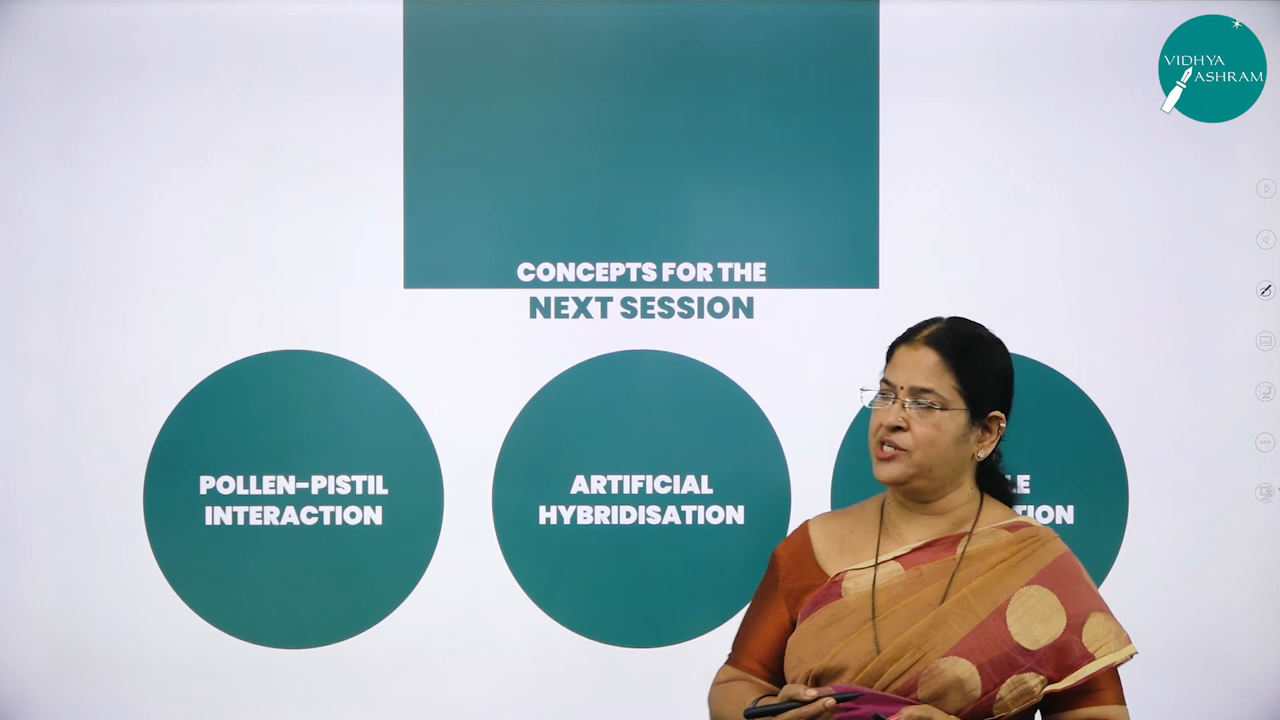 VIDHYA
ASHRAM
CONCEPTS FOR THE
NEXT SESSION
POLLEN-PISTIL
INTERACTION
ARTIFICIAL
HYBRIDISATION